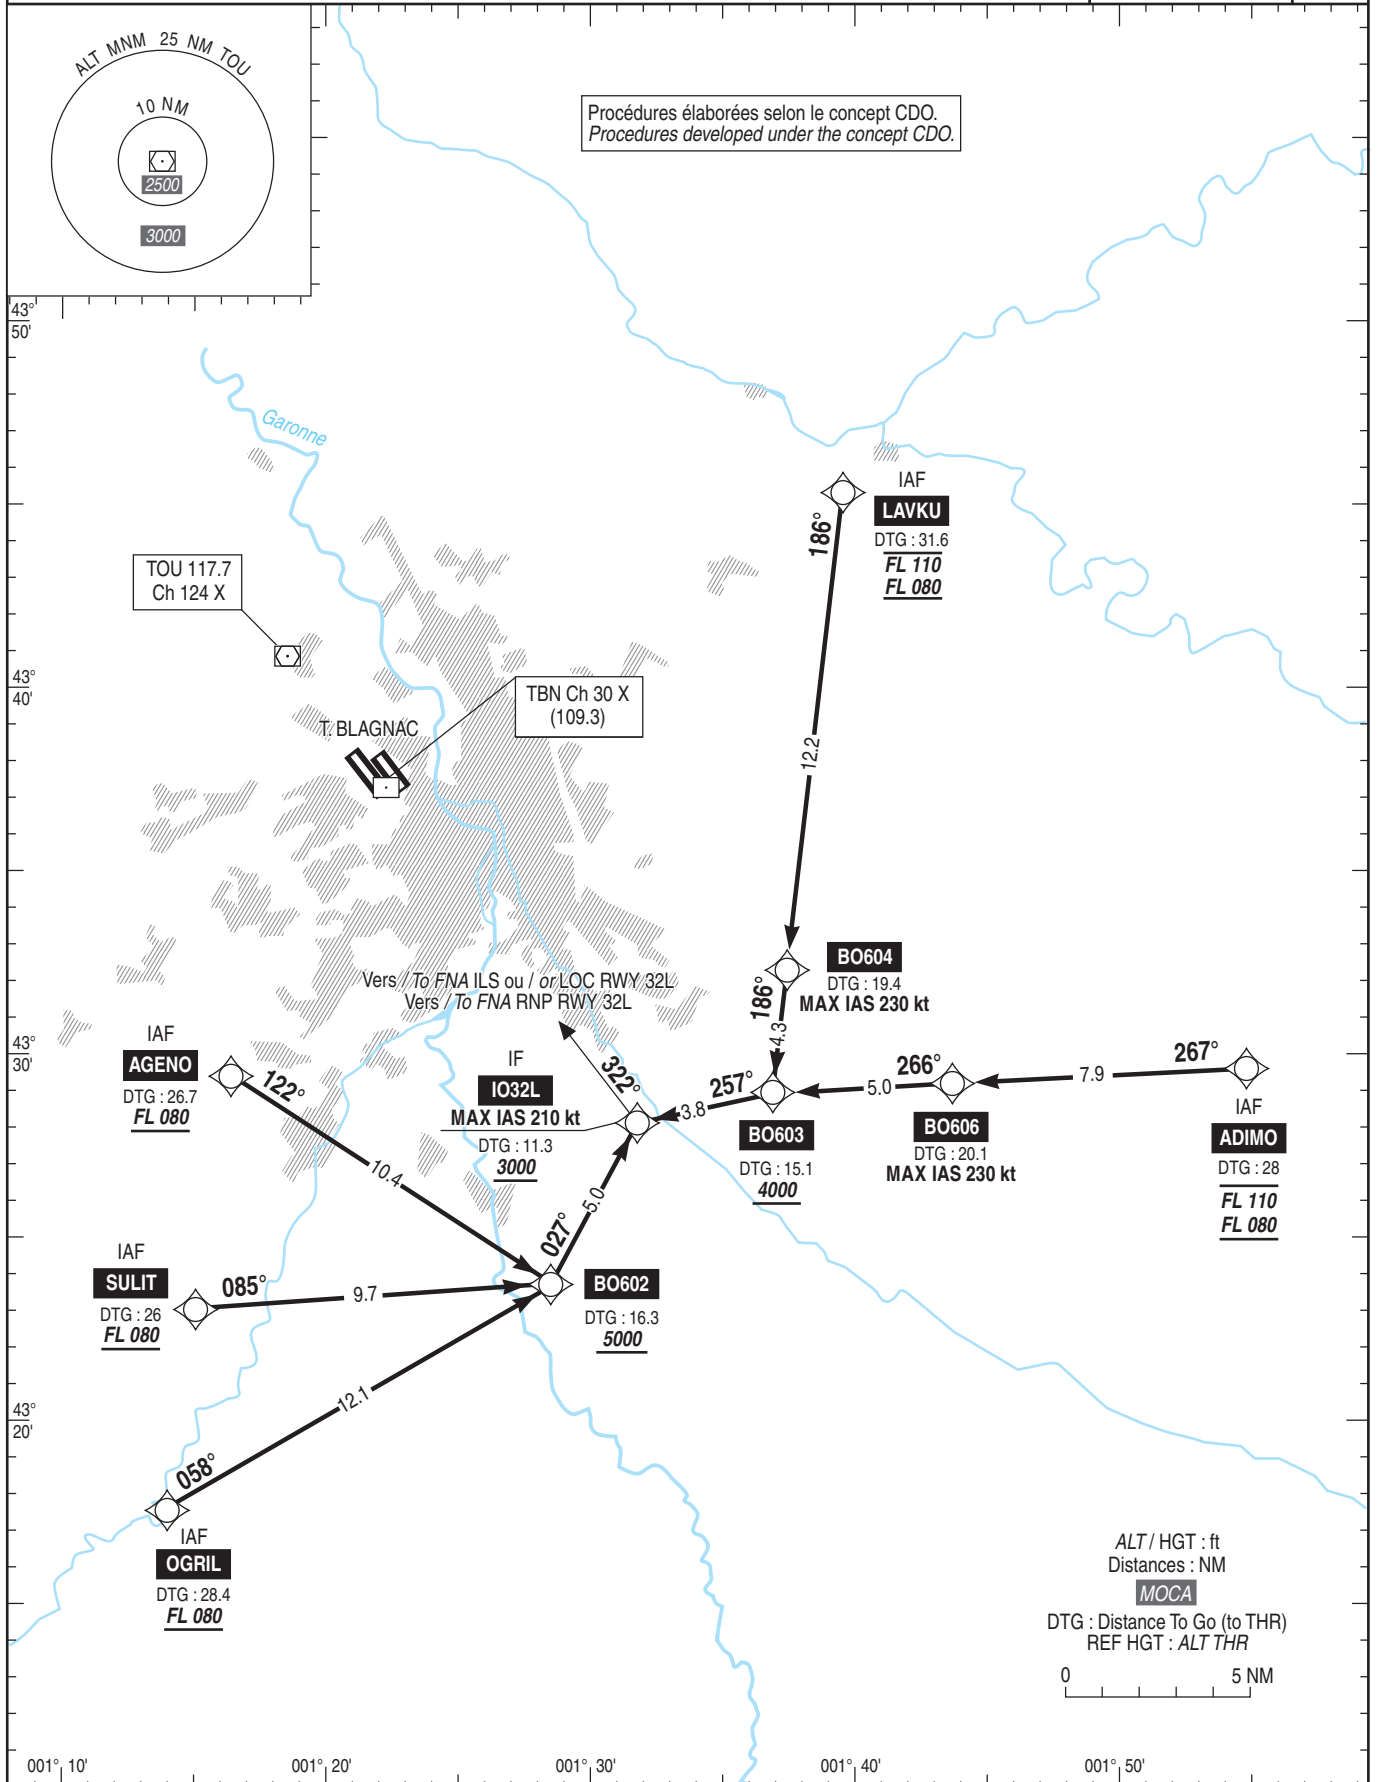 ALT MNM 25 NM TOU
10 NM
2500
3000
Procédures élaborées selon le concept CDO.
Procedures developed under the concept CDO.
43°
50'
Garonne
IAF
LAVKU
DTG : 31.6
FL 110
FL 080
186°
12.2
TOU 117.7
Ch 124 X
43°
40'
TBN Ch 30 X
(109.3)
T. BLAGNAC
BO604
DTG : 19.4
MAX IAS 230 kt
186°
4.3
Vers / To FNA ILS ou / or LOC RWY 32L
Vers / To FNA RNP RWY 32L
43°
30'
IAF
AGENO
DTG : 26.7
FL 080
122°
10.4
IF
IO32L
MAX IAS 210 kt
DTG : 11.3
3000
322°
257°
3.8
BO603
DTG : 15.1
4000
266°
5.0
BO606
DTG : 20.1
MAX IAS 230 kt
267°
7.9
IAF
ADIMO
DTG : 28
FL 110
FL 080
027°
5.0
IAF
SULIT
DTG : 26
FL 080
085°
9.7
BO602
DTG : 16.3
5000
43°
20'
12.1
058°
IAF
OGRIL
DTG : 28.4
FL 080
ALT / HGT : ft
Distances : NM
MOCA
DTG : Distance To Go (to THR)
REF HGT : ALT THR
0 5 NM
001° 10' 001° 20' 001° 30' 001° 40' 001° 50'